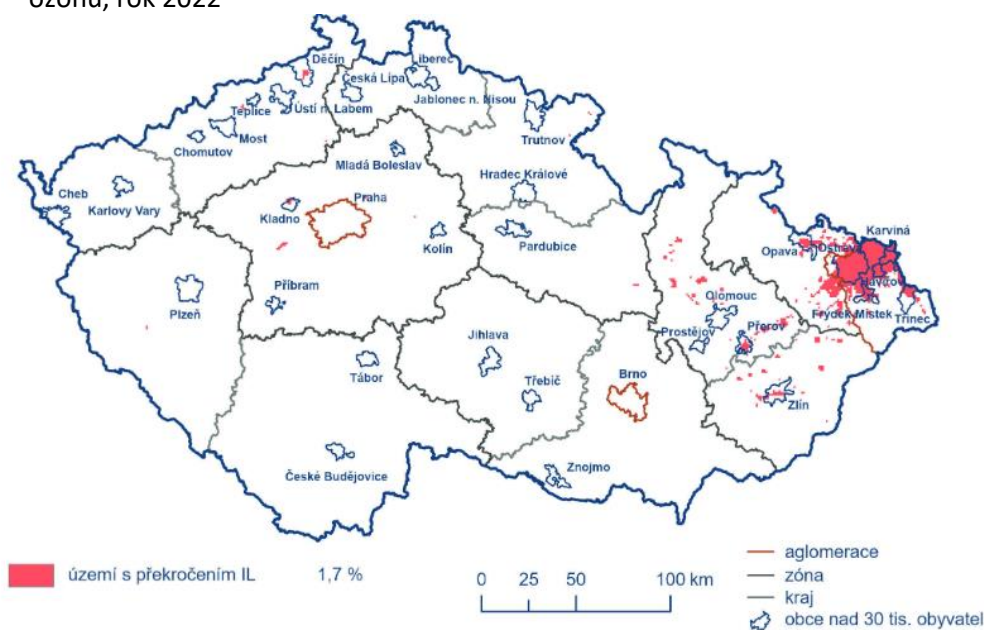 ozonu, rok 2022
Děčín
Liberec
Česká Lípa
Jablonec n. Nisou
Teplice
Ústí n. Labem
Most
Chomutov
Trutnov
Mladá Boleslav
Hradec Králové
Cheb
Karlovy Vary
Praha
Kladno
Kolín
Pardubice
Karviná
Opava
Ostrava
Havířov
Olomouc
Příbram
Plzeň
Frýdek Místek
Třinec
Prostějov
Přerov
Jihlava
Tábor
Třebíč
Brno
Zlín
České Budějovice
Znojmo
území s překročením IL 1,7 %
0 25 50 100 km
aglomerace
zóna
kraj
obce nad 30 tis. obyvatel